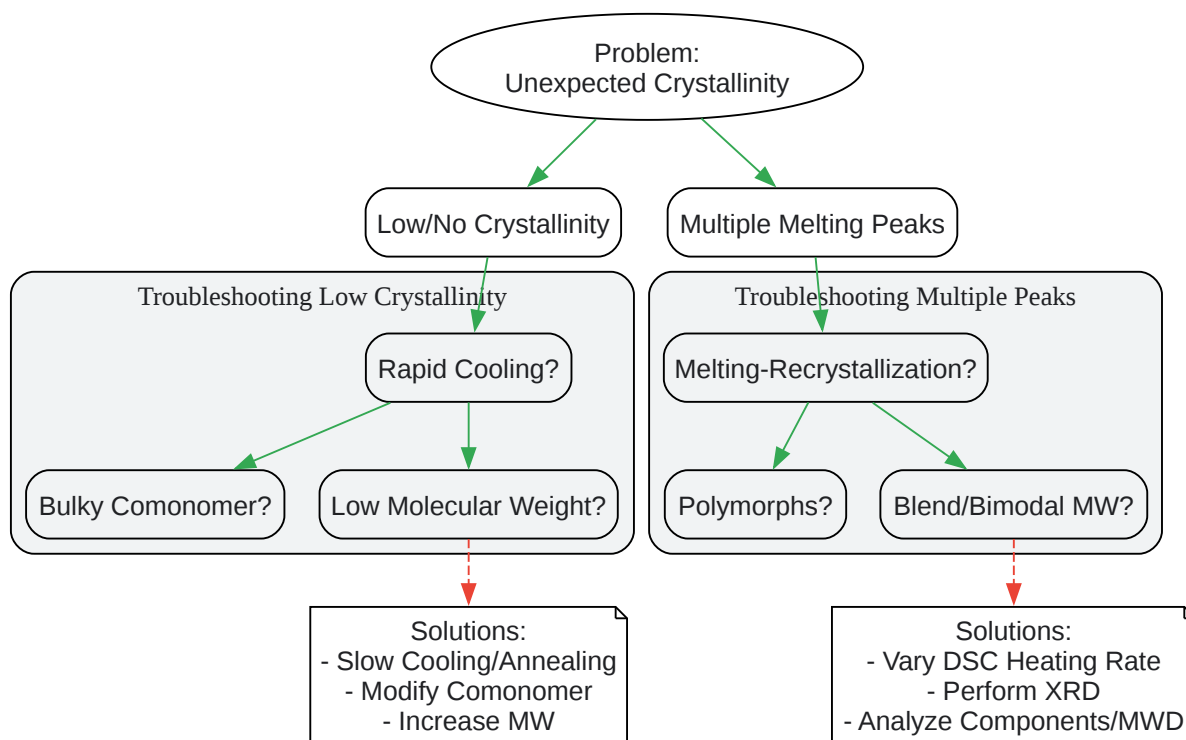 Problem:
Unexpected Crystallinity
Low/No Crystallinity
Multiple Melting Peaks
Troubleshooting Low Crystallinity
Troubleshooting Multiple Peaks
Rapid Cooling?
Melting-Recrystallization?
Bulky Comonomer?
Low Molecular Weight?
Polymorphs?
Blend/Bimodal MW?
Solutions:
- Slow Cooling/Annealing
- Modify Comonomer
- Increase MW
Solutions:
- Vary DSC Heating Rate
- Perform XRD
- Analyze Components/MWD